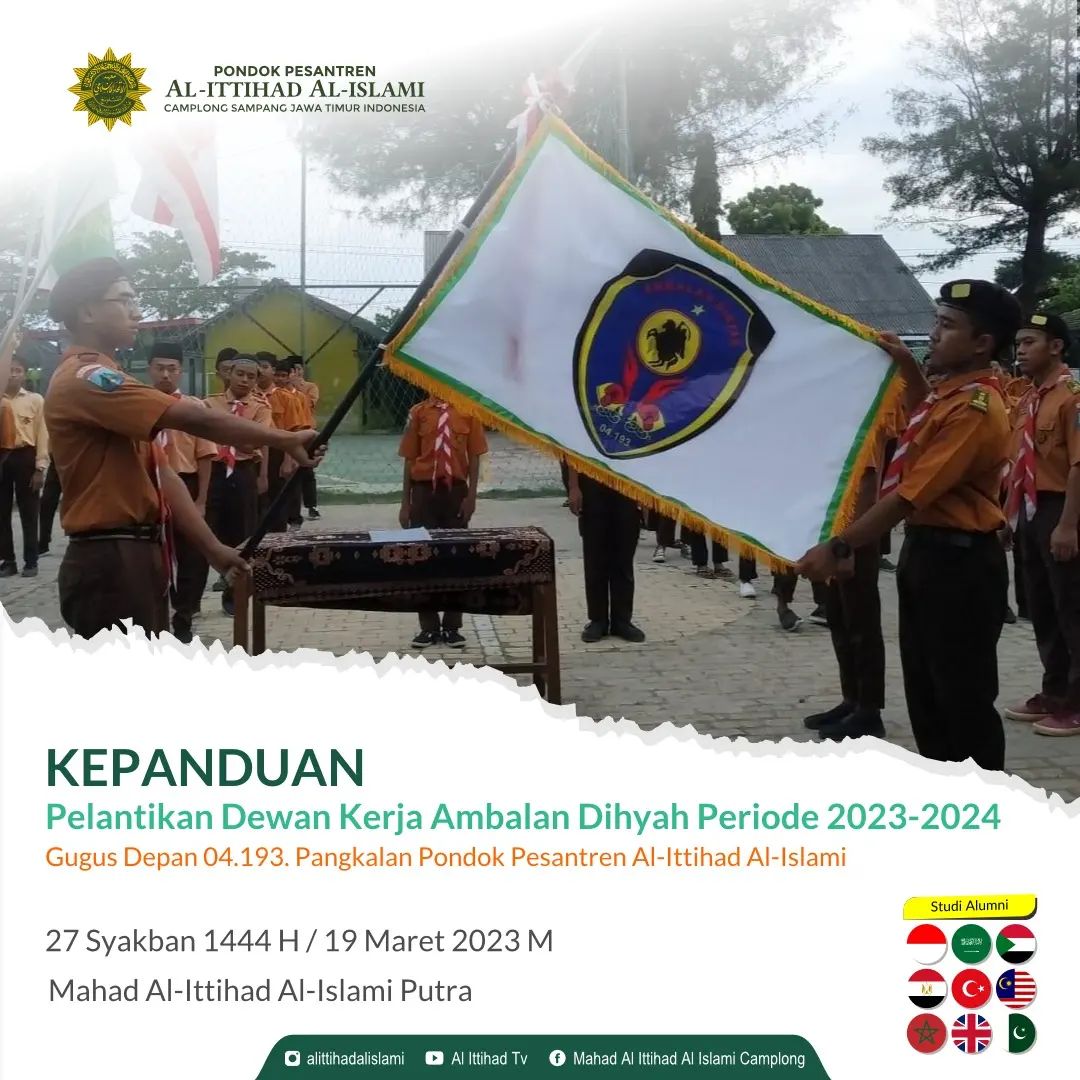 PONDOK PESANTREN
AL-ITTIHAD AL-ISLAMI
CAMPLONG SAMPANG JAWA TIMUR INDONESIA
04.193
KEPANDUAN
Pelantikan Dewan Kerja Ambalan Dihyah Periode 2023-2024
Gugus Depan 04.193. Pangkalan Pondok Pesantren Al-Ittihad Al-Islami
27 Syakban 1444 H / 19 Maret 2023 M
Mahad Al-Ittihad Al-Islami Putra
Studi Alumni
alittihadalislami Al Ittihad Tv Mahad Al Ittihad Al Islami Camplong